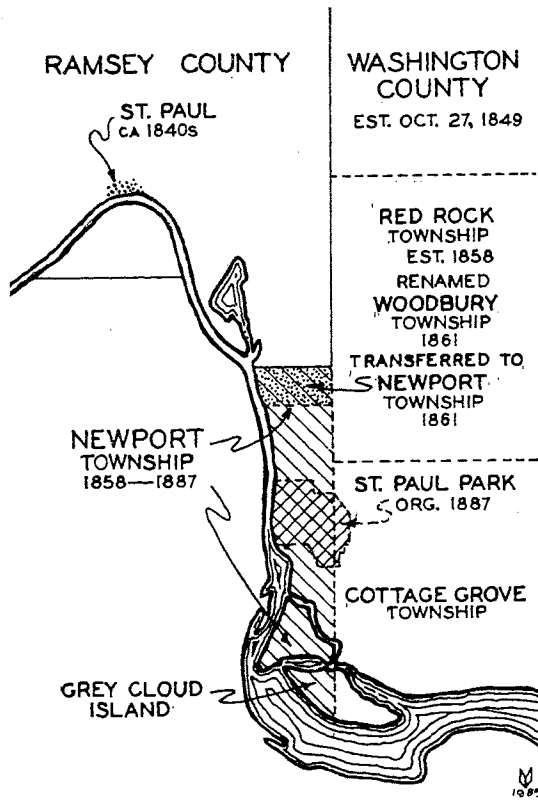 RAMSEY COUNTY
WASHINGTON
COUNTY
EST. OCT. 27, 1849
ST. PAUL
CA 1840s
RED ROCK
TOWNSHIP
EST. 1858
RENAMED
WOODBURY
TOWNSHIP
1861
TRANSFERRED TO
NEWPORT
TOWNSHIP
1861
NEWPORT
TOWNSHIP
1858—1887
ST. PAUL PARK
ORG. 1887
COTTAGE GROVE
TOWNSHIP
GREY CLOUD
ISLAND